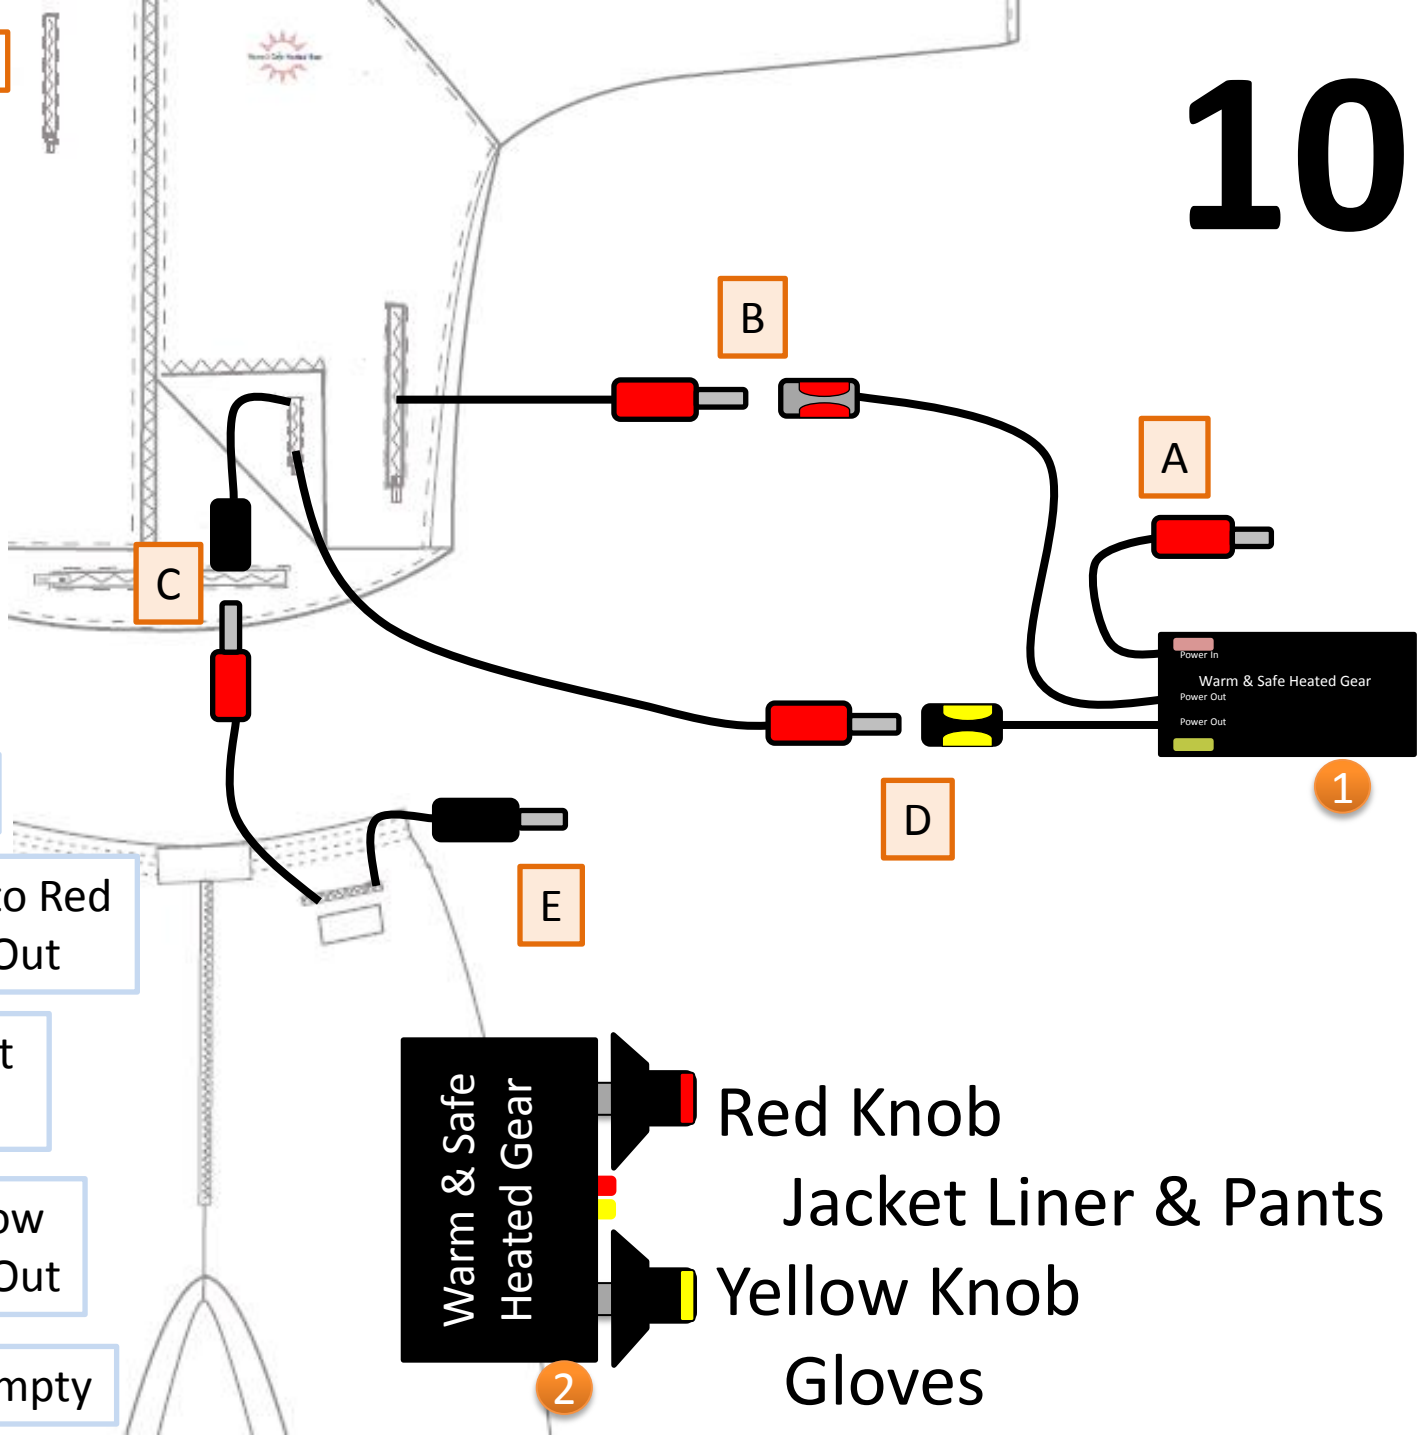 10
B
A
C
Power In
Warm & Safe Heated Gear
Power Out
Power Out
1
D
E
to Red
Out
t
ow
Out
mpty
Warm & Safe
Heated Gear
Red Knob
Jacket Liner & Pants
Yellow Knob
Gloves
2